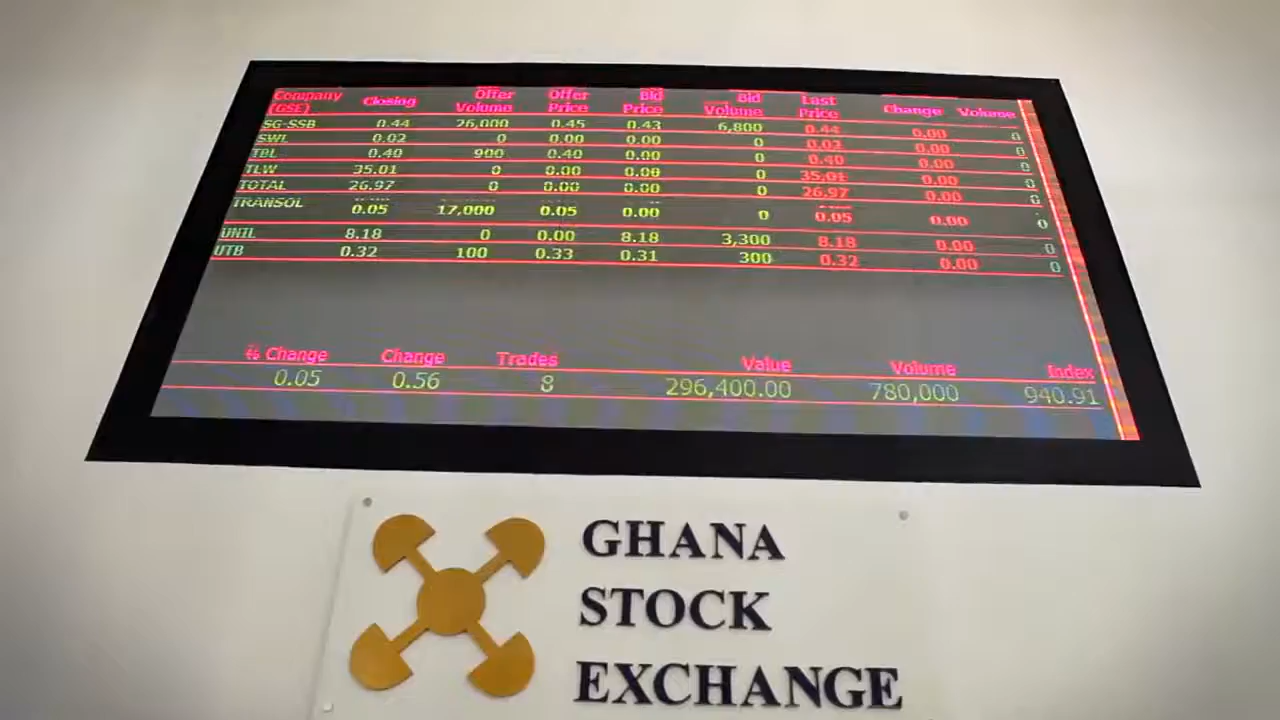 Company (GSE) Closing Offer Volume Offer Price Bid Price Bid Volume Last Price Change Volume
SG-SSB 0.44 26,000 0.45 0.43 6,800 0.44 0.00 0
SWL 0.02 0 0.00 0.00 0 0.02 0.00 0
TBL 0.40 900 0.40 0.00 0 0.40 0.00 0
TLW 35.01 0 0.00 0.00 0 35.01 0.00 0
TOTAL 26.97 0 0.00 0.00 0 26.97 0.00 0
TRANSOL 0.05 17,000 0.05 0.00 0 0.05 0.00 0
UNIL 8.18 0 0.00 8.18 3,300 8.18 0.00 0
UTB 0.32 100 0.33 0.31 300 0.32 0.00 0
% Change Change Trades Value Volume Index
0.05 0.56 8 296,400.00 780,000 940.91
GHANA
STOCK
EXCHANGE